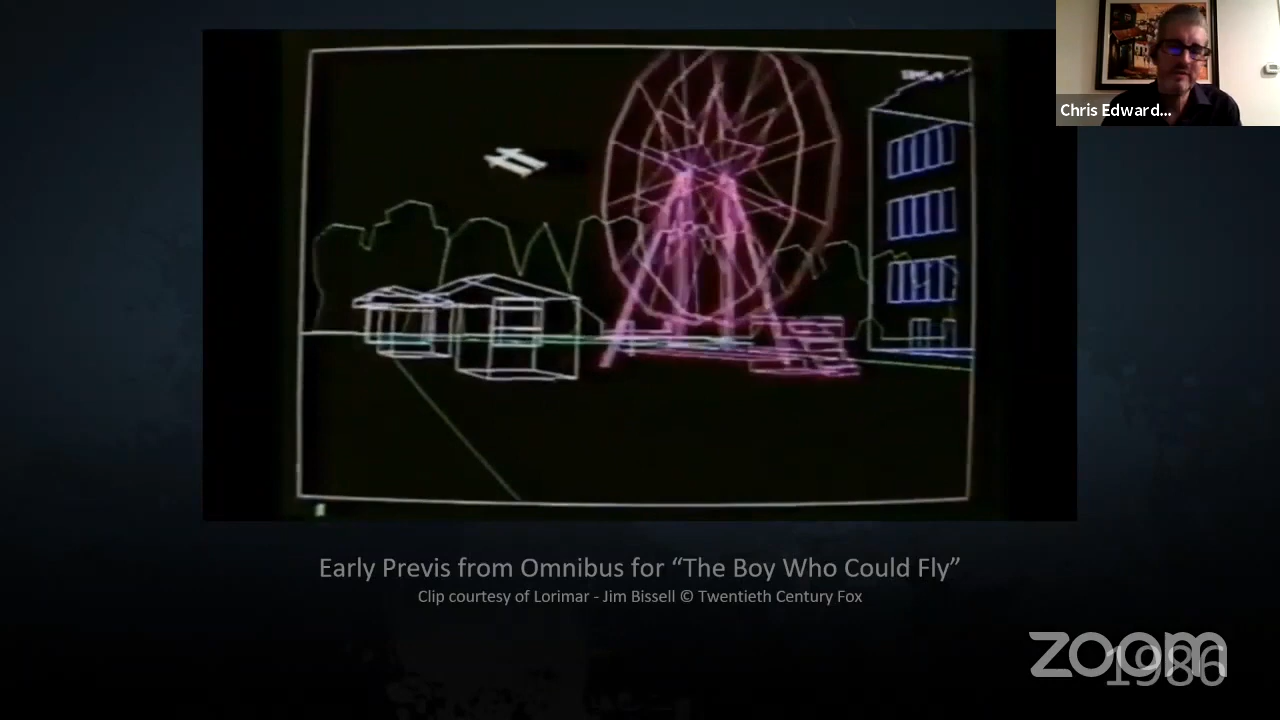 Chris Edward...
Early Previs from Omnibus for “The Boy Who Could Fly”
Clip courtesy of Lorimar - Jim Bissell © Twentieth Century Fox
zoom
1986